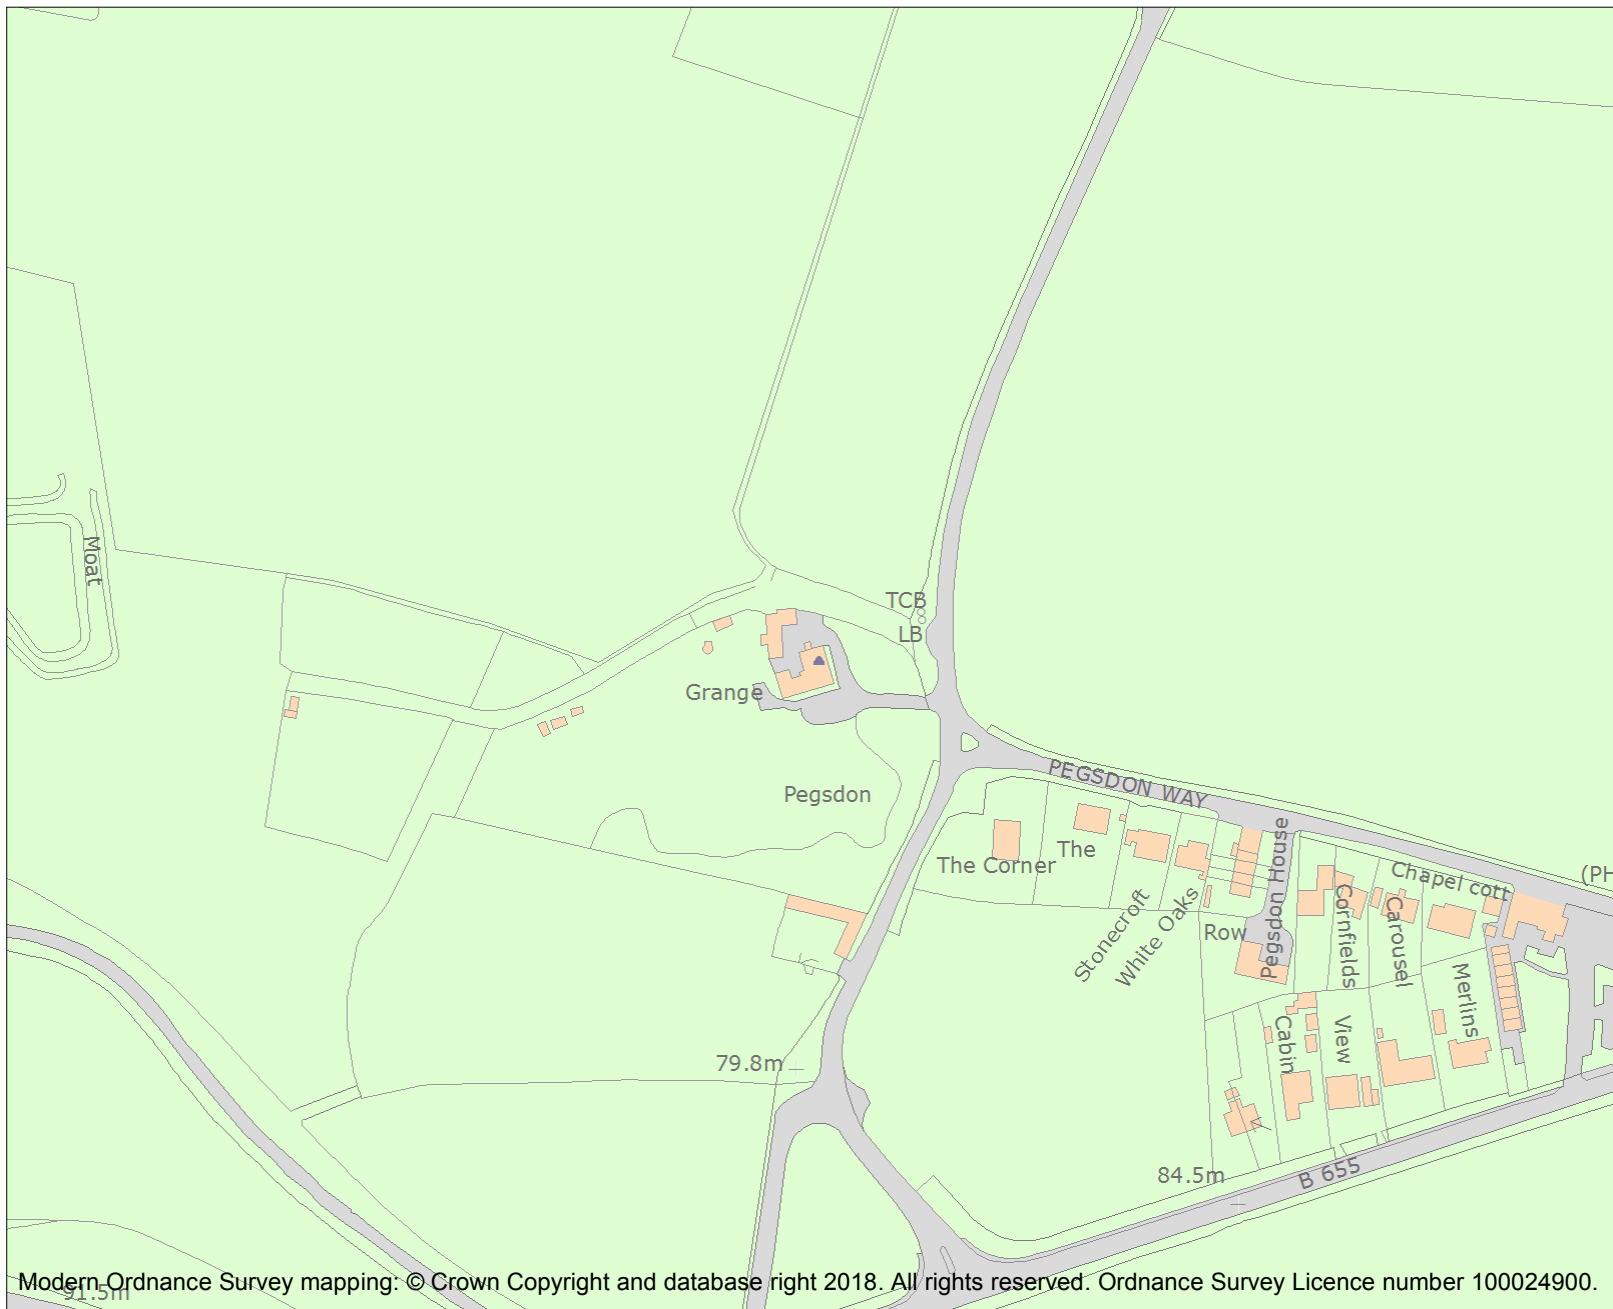 Moat
TCB
LB
Grange
Pegsdon
PEGSDON WAY
The Corner
The
Stonecroft
White Oaks
Row
Pegsdon House
Cornfields
Carousel
Chapel cott
(PH
Merlins
Cabin
View
79.8m
84.5m
B 655
91.5m
Modern Ordnance Survey mapping: © Crown Copyright and database right 2018. All rights reserved. Ordnance Survey Licence number 100024900.